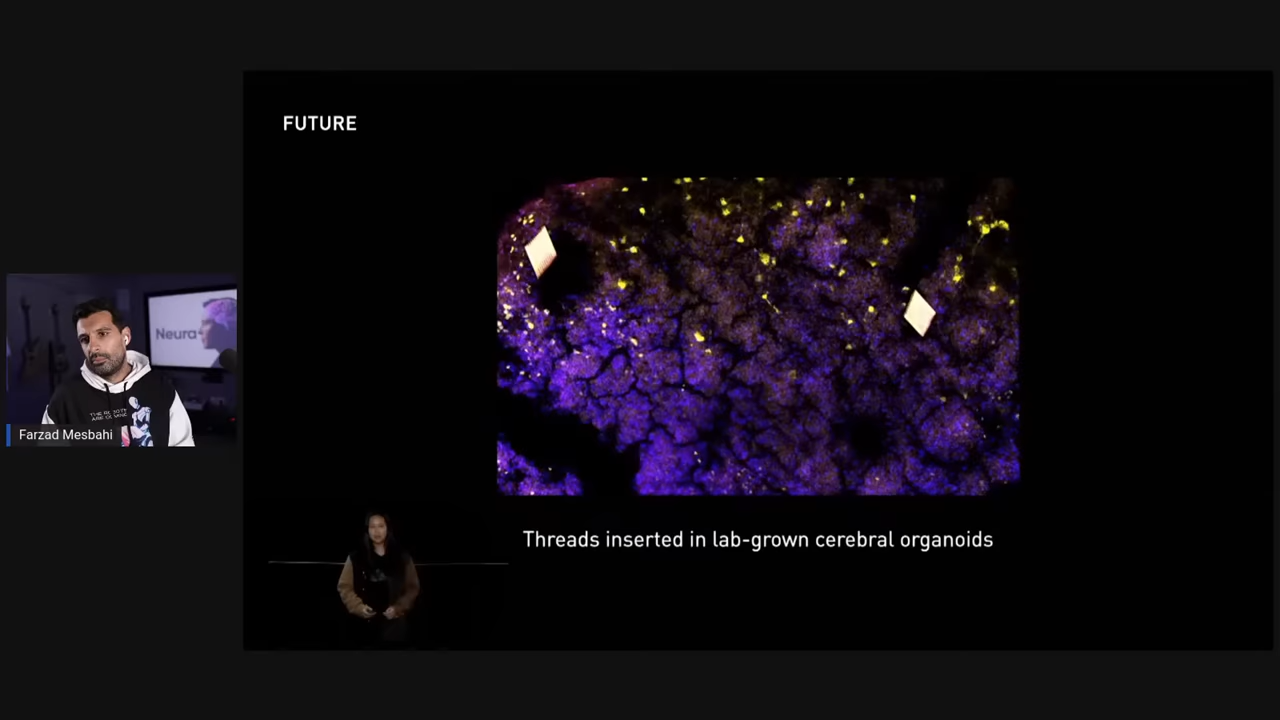 FUTURE
Neura
Farzad Mesbahi
Threads inserted in lab-grown cerebral organoids